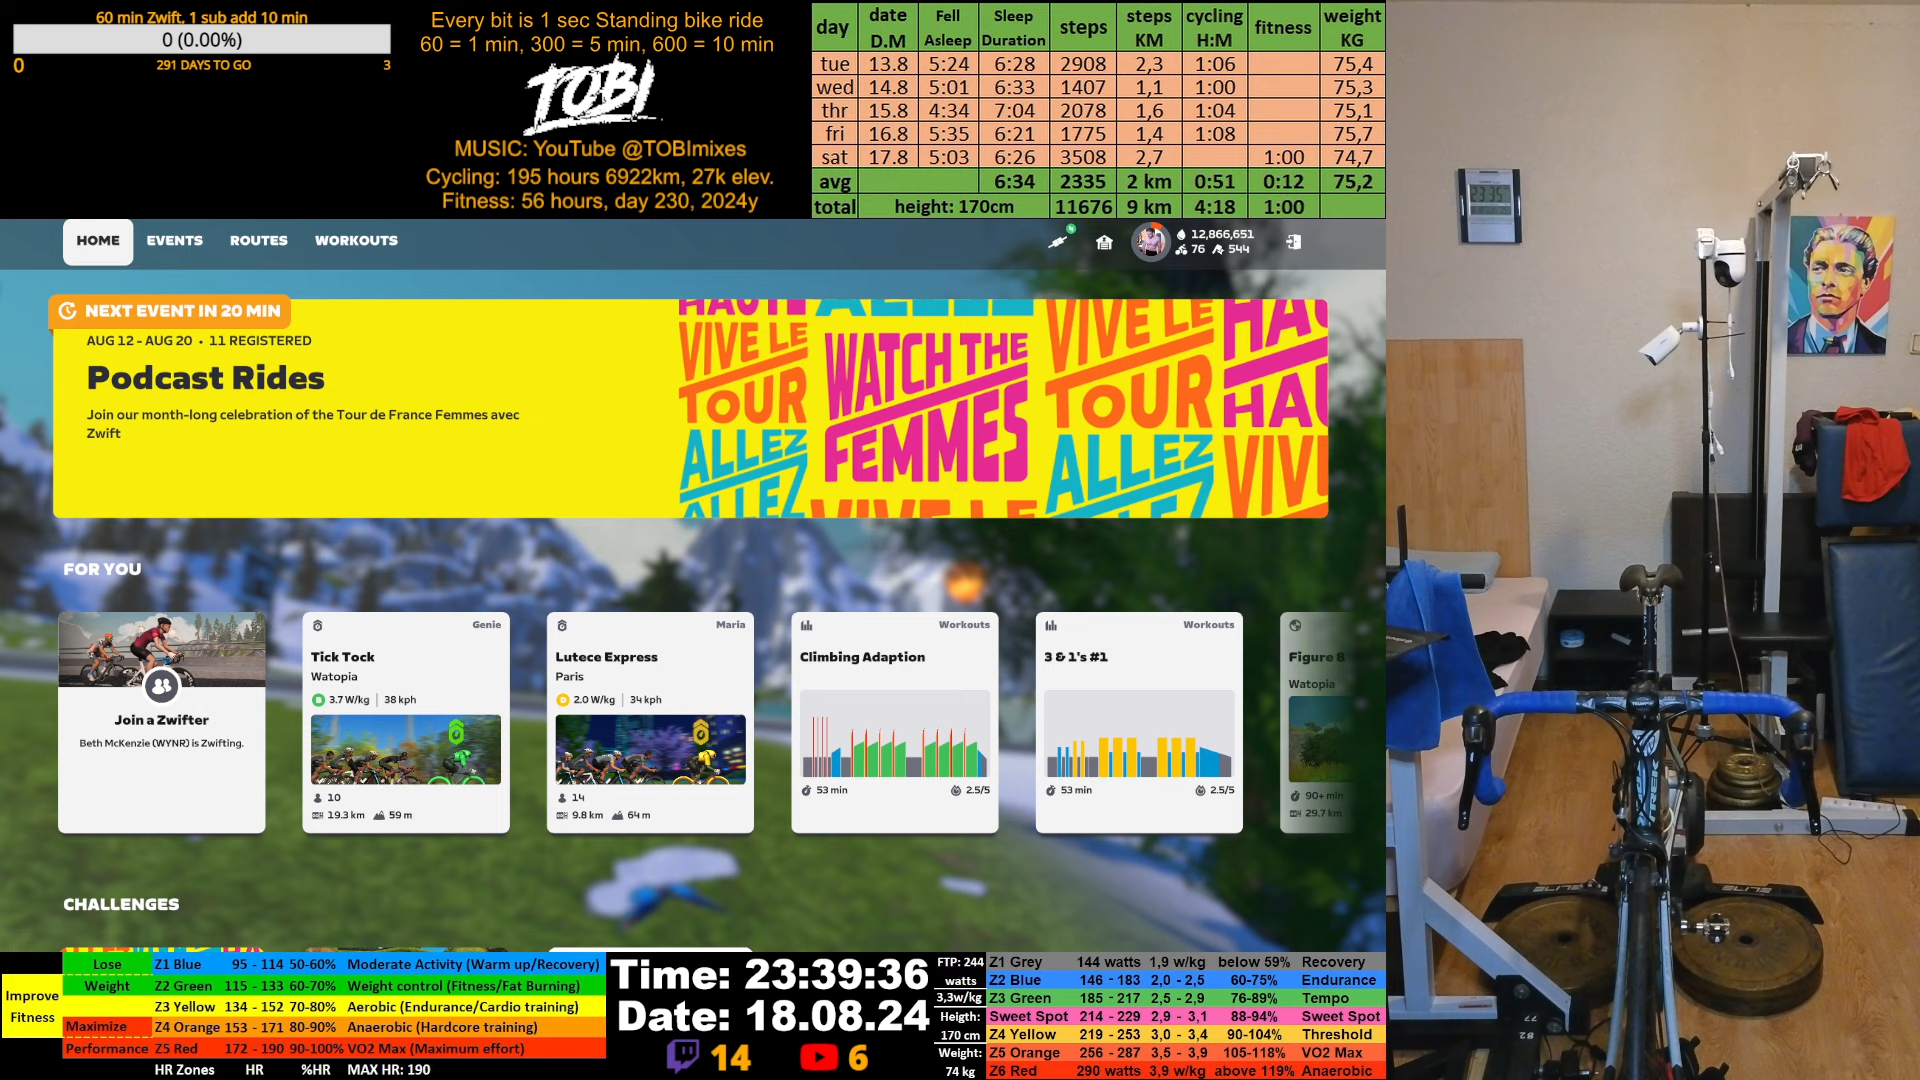 60 min Zwift, 1 sub add 10 min
0 (0.00%)
0 291 DAYS TO GO 3
Every bit is 1 sec Standing bike ride
60 = 1 min, 300 = 5 min, 600 = 10 min
TOBI
MUSIC: YouTube @TOBImixes
Cycling: 195 hours 6922km, 27k elev.
Fitness: 56 hours, day 230, 2024y
day date D.M Fell Asleep Sleep Duration steps steps KM cycling H:M fitness weight KG
tue 13.8 5:24 6:28 2908 2,3 1:06 75,4
wed 14.8 5:01 6:33 1407 1,1 1:00 75,3
thr 15.8 4:34 7:04 2078 1,6 1:04 75,1
fri 16.8 5:35 6:21 1775 1,4 1:08 75,7
sat 17.8 5:03 6:26 3508 2,7 1:00 74,7
avg 6:34 2335 2 km 0:51 0:12 75,2
total height: 170cm 11676 9 km 4:18 1:00
HOME EVENTS ROUTES WORKOUTS
12,866,651
76 544
NEXT EVENT IN 20 MIN
AUG 12 - AUG 20 • 11 REGISTERED
Podcast Rides
Join our month-long celebration of the Tour de France Femmes avec
Zwift
VIVE LE TOUR
ALLEZ
WATCH THE FEMMES
VIVE LE TOUR
ALLEZ
FOR YOU
Join a Zwifter
Beth McKenzie (WYNR) is Zwifting.
Genie
Tick Tock
Watopia
B 3.7 W/kg | 38 kph
10
19.3 km 59 m
Maria
Lutece Express
Paris
D 2.0 W/kg | 34 kph
14
9.8 km 64 m
Workouts
Climbing Adaption
53 min 2.5/5
Workouts
3 & 1's #1
53 min 2.5/5
Figure 8
Watopia
90+ min
29.7 km
CHALLENGES
Improve Fitness
Lose Weight
Maximize Performance
Z1 Blue 95 - 114 50-60% Moderate Activity (Warm up/Recovery)
Z2 Green 115 - 133 60-70% Weight control (Fitness/Fat Burning)
Z3 Yellow 134 - 152 70-80% Aerobic (Endurance/Cardio training)
Z4 Orange 153 - 171 80-90% Anaerobic (Hardcore training)
Z5 Red 172 - 190 90-100% VO2 Max (Maximum effort)
HR Zones HR %HR MAX HR: 190
Time: 23:39:36
Date: 18.08.24
14 6
FTP: 244
watts
3,3w/kg
Heigth:
170 cm
Weight:
74 kg
Z1 Grey 144 watts 1,9 w/kg below 59% Recovery
Z2 Blue 146 - 183 2,0 - 2,5 60-75% Endurance
Z3 Green 185 - 217 2,5 - 2,9 76-89% Tempo
Sweet Spot 214 - 229 2,9 - 3,1 88-94% Sweet Spot
Z4 Yellow 219 - 253 3,0 - 3,4 90-104% Threshold
Z5 Orange 256 - 287 3,5 - 3,9 105-118% VO2 Max
Z6 Red 290 watts 3,9 w/kg above 119% Anaerobic
TREK
ELITE
ELITE